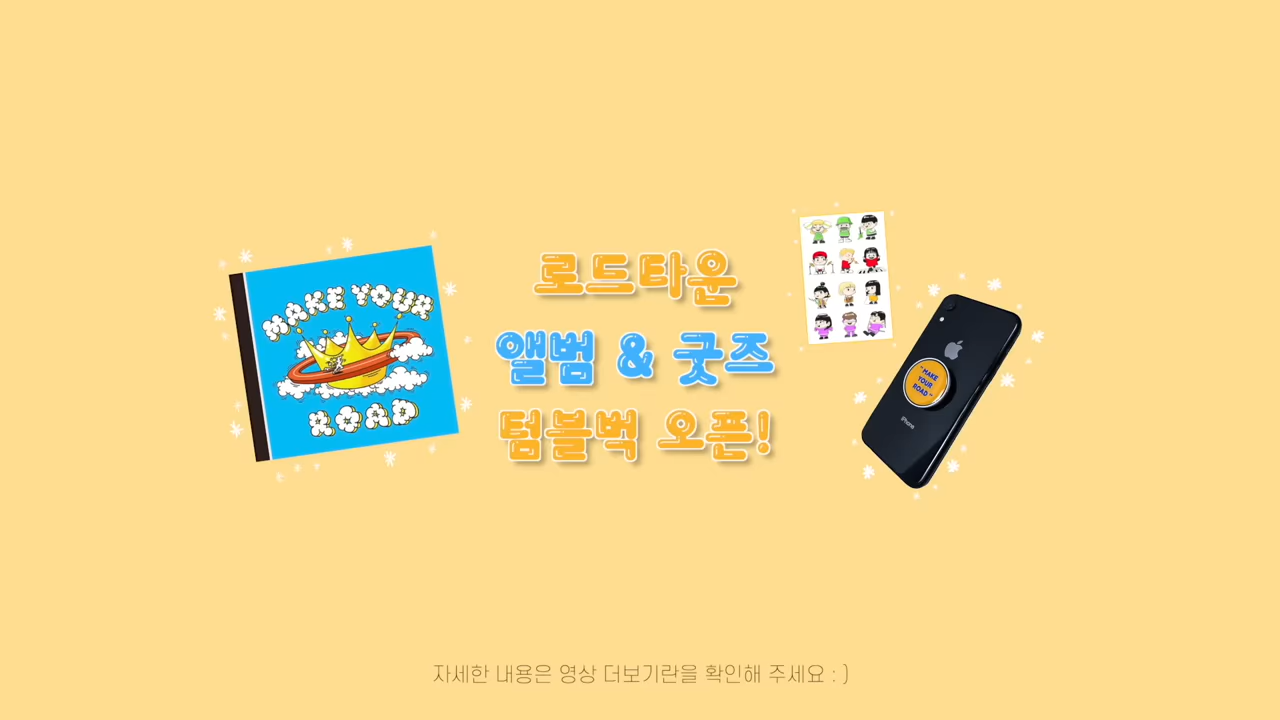 MAKE YOUR
ROAD
로드타운
앨범 & 굿즈
텀블벅 오픈!
"MAKE
YOUR
ROAD"
iPhone
자세한 내용은 영상 더보기란을 확인해 주세요 : )